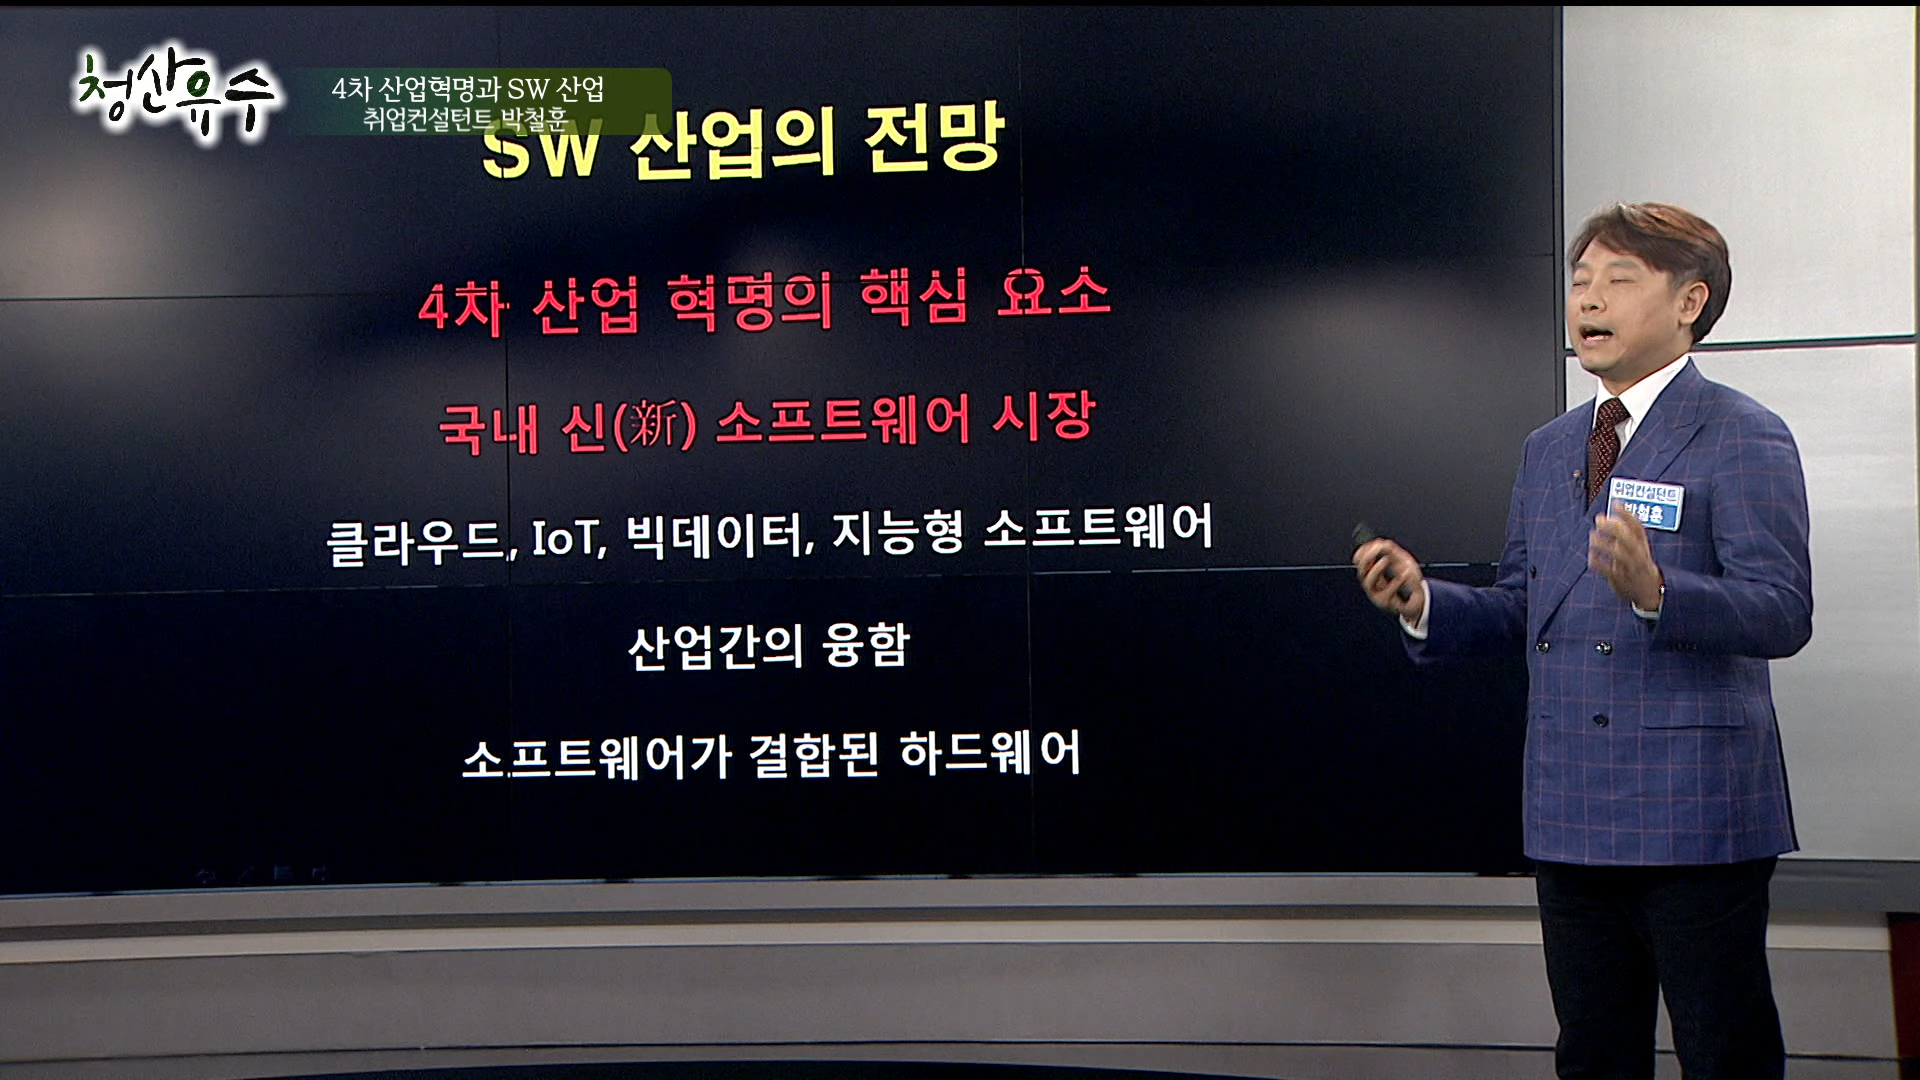 청산유수
4차 산업혁명과 SW 산업
취업컨설턴트 박철훈
SW 산업의 전망
4차 산업 혁명의 핵심 요소
국내 신(新) 소프트웨어 시장
클라우드, IoT, 빅데이터, 지능형 소프트웨어
산업간의 융합
소프트웨어가 결합된 하드웨어
취업컨설턴트
박철훈